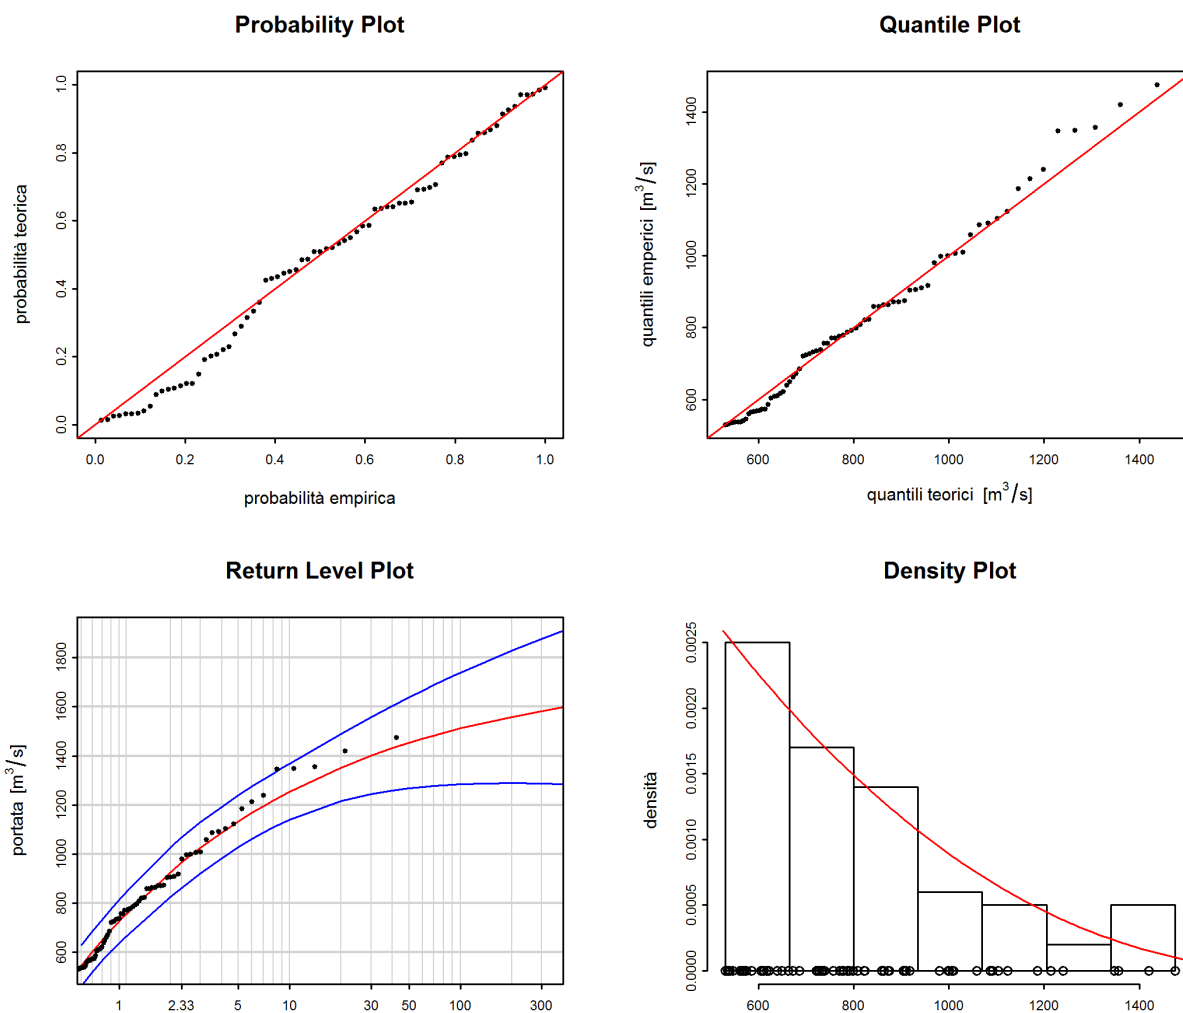 Probability Plot
probabilità teorica
0.0 0.2 0.4 0.6 0.8 1.0
0.0 0.2 0.4 0.6 0.8 1.0
probabilità empirica
Quantile Plot
quantili emperici [m³/s]
600 800 1000 1200 1400
600 800 1000 1200 1400
quantili teorici [m³/s]
Return Level Plot
portata [m³/s]
600 800 1000 1200 1400 1600 1800
1 2.33 5 10 30 50 100 300
Density Plot
densità
0.0000 0.0005 0.0010 0.0015 0.0020 0.0025
600 800 1000 1200 1400